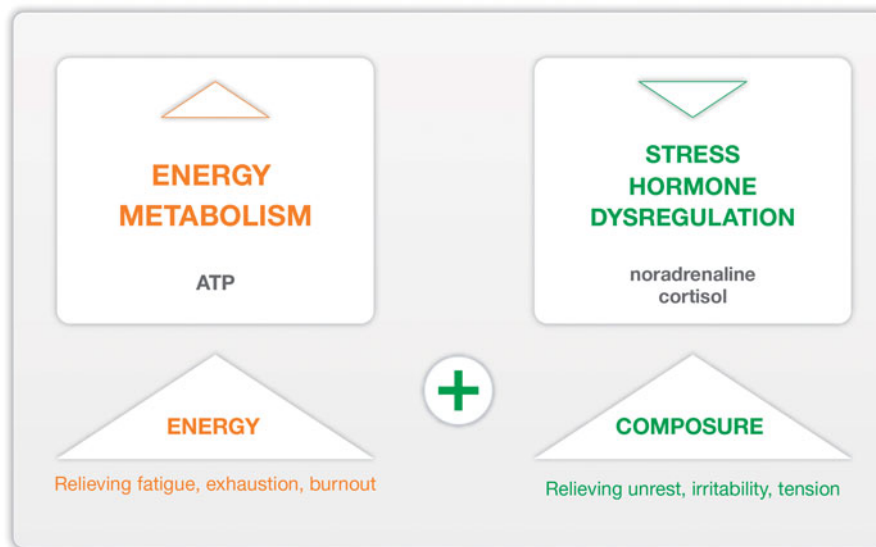 ENERGY
METABOLISM
ATP
ENERGY
Relieving fatigue, exhaustion, burnout
+
STRESS
HORMONE
DYSREGULATION
noradrenaline
cortisol
COMPOSURE
Relieving unrest, irritability, tension